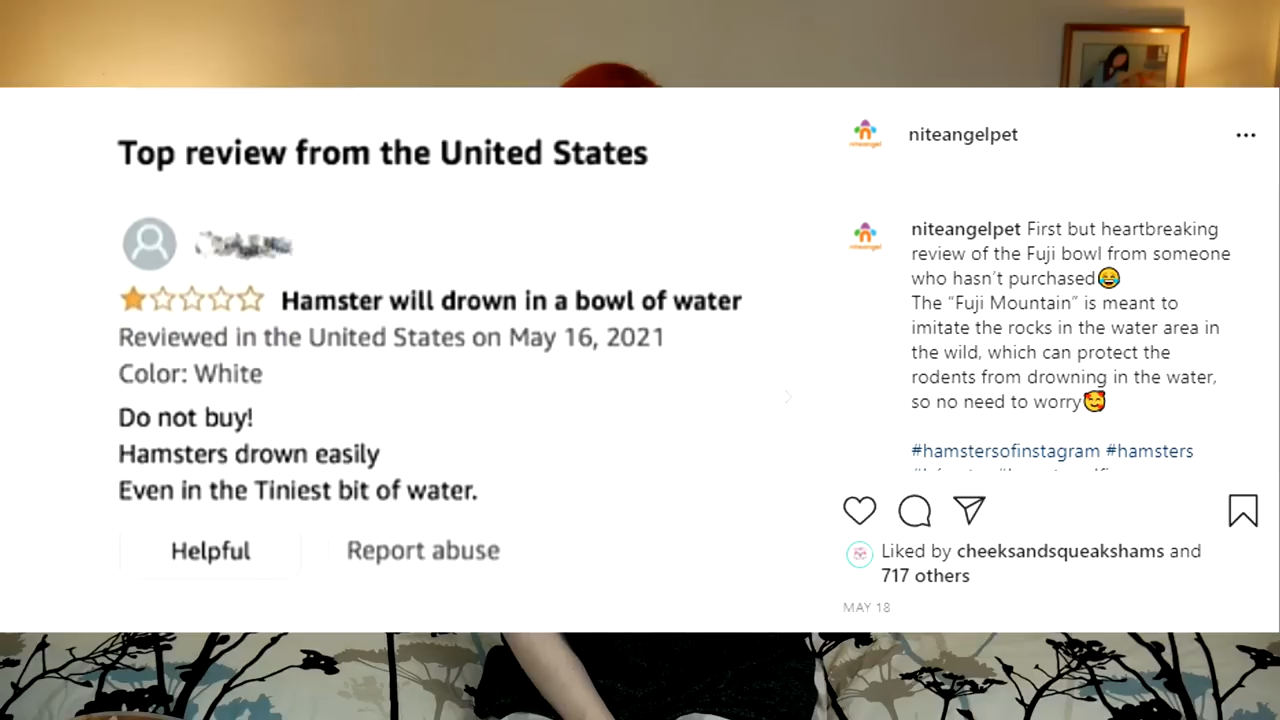 Top review from the United States
Hamster will drown in a bowl of water
Reviewed in the United States on May 16, 2021
Color: White
Do not buy!
Hamsters drown easily
Even in the Tiniest bit of water.
Helpful
Report abuse
niteangelpet
...
niteangelpet First but heartbreaking
review of the Fuji bowl from someone
who hasn't purchased😂
The "Fuji Mountain" is meant to
imitate the rocks in the water area in
the wild, which can protect the
rodents from drowning in the water,
so no need to worry🥰
#hamstersofinstagram #hamsters
Liked by cheeksandsqueakshams and
717 others
MAY 18